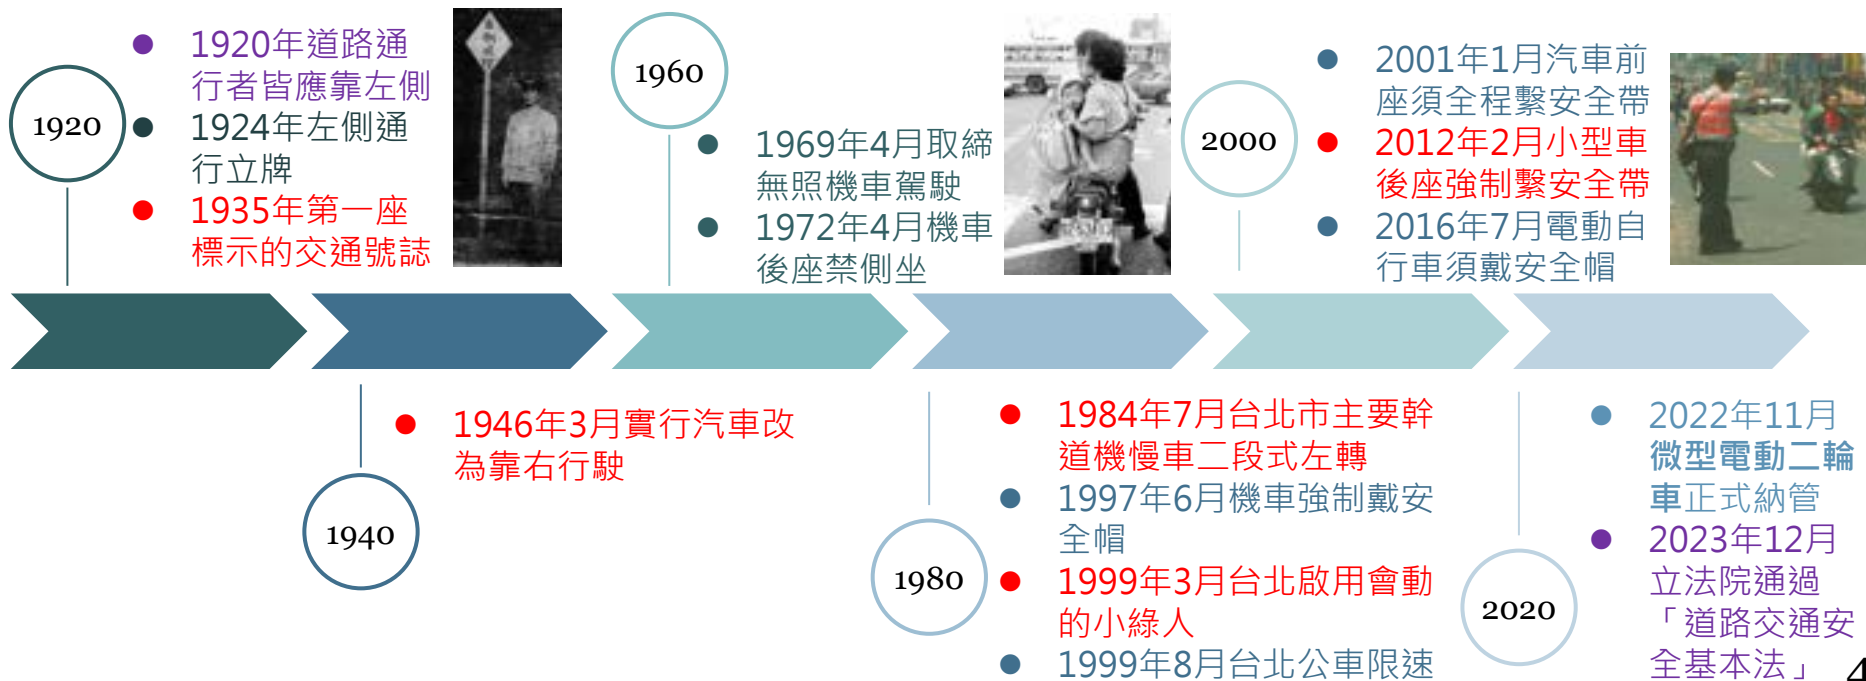 1920
1920年道路通
行者皆應靠左側
1924年左側通
行立牌
1935年第一座
標示的交通號誌
1940
1946年3月實行汽車改
為靠右行駛
1960
1969年4月取締
無照機車駕駛
1972年4月機車
後座禁側坐
1980
1984年7月台北市主要幹
道機慢車二段式左轉
1997年6月機車強制戴安
全帽
1999年3月台北啟用會動
的小綠人
1999年8月台北公車限速
2000
2001年1月汽車前
座須全程繫安全帶
2012年2月小型車
後座強制繫安全帶
2016年7月電動自
行車須戴安全帽
2020
2022年11月
微型電動二輪
車正式納管
2023年12月
立法院通過
「道路交通安
全基本法」
4